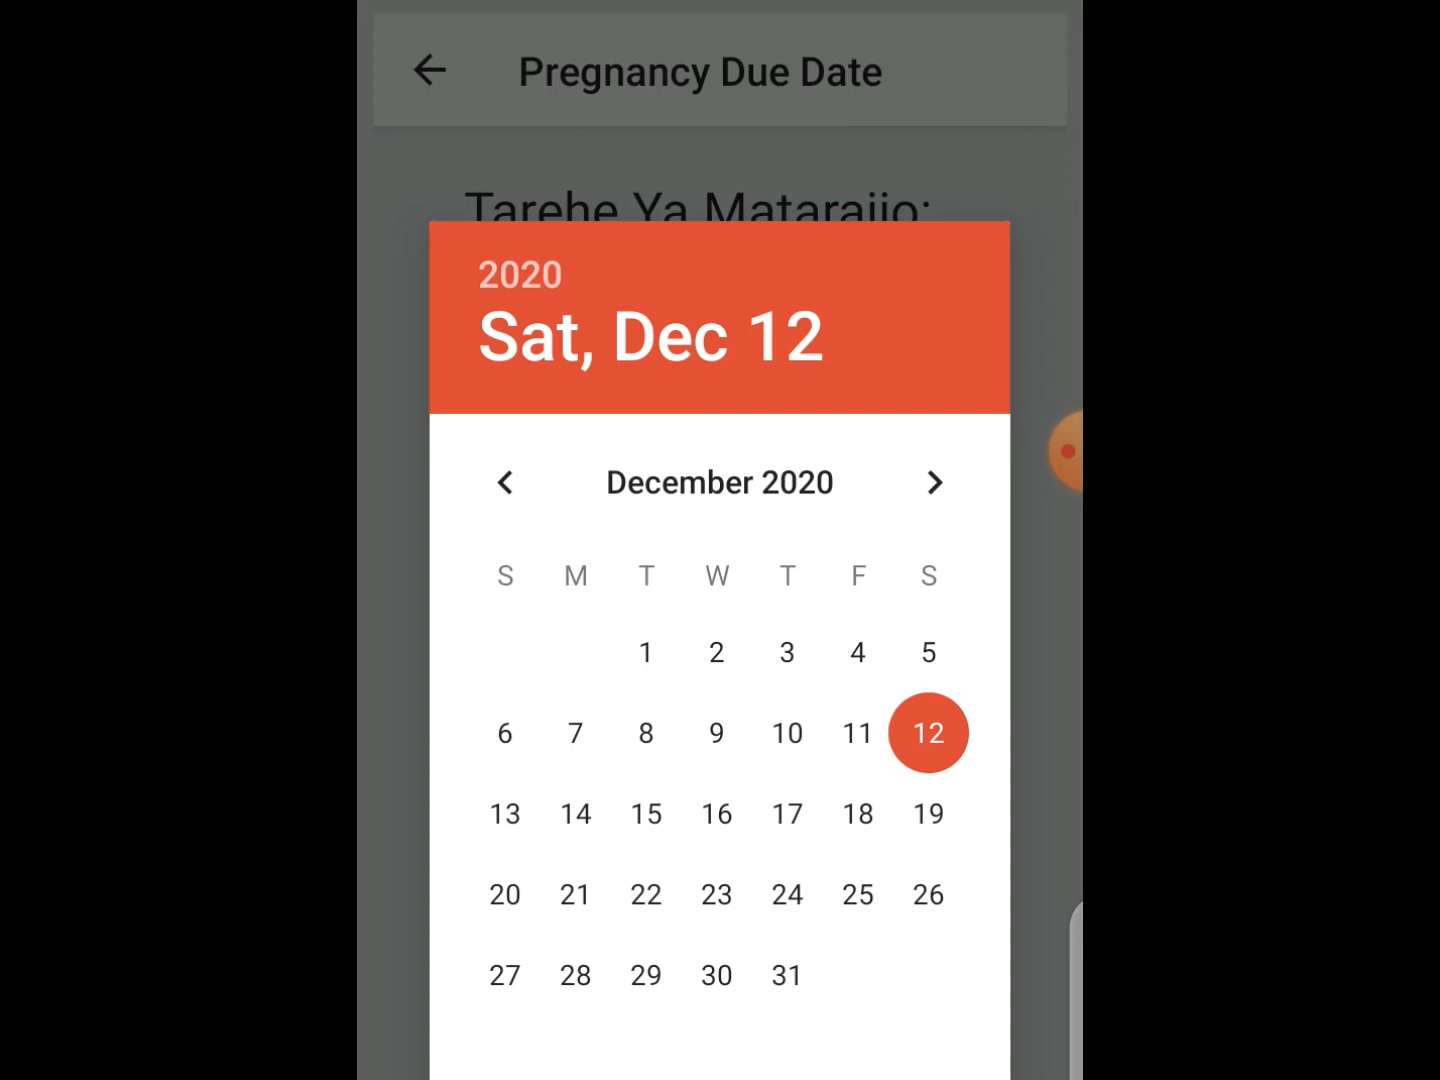 Pregnancy Due Date
Tarehe Ya Matarajio:
2020
Sat, Dec 12
December 2020
S M T W T F S
1 2 3 4 5
6 7 8 9 10 11 12
13 14 15 16 17 18 19
20 21 22 23 24 25 26
27 28 29 30 31